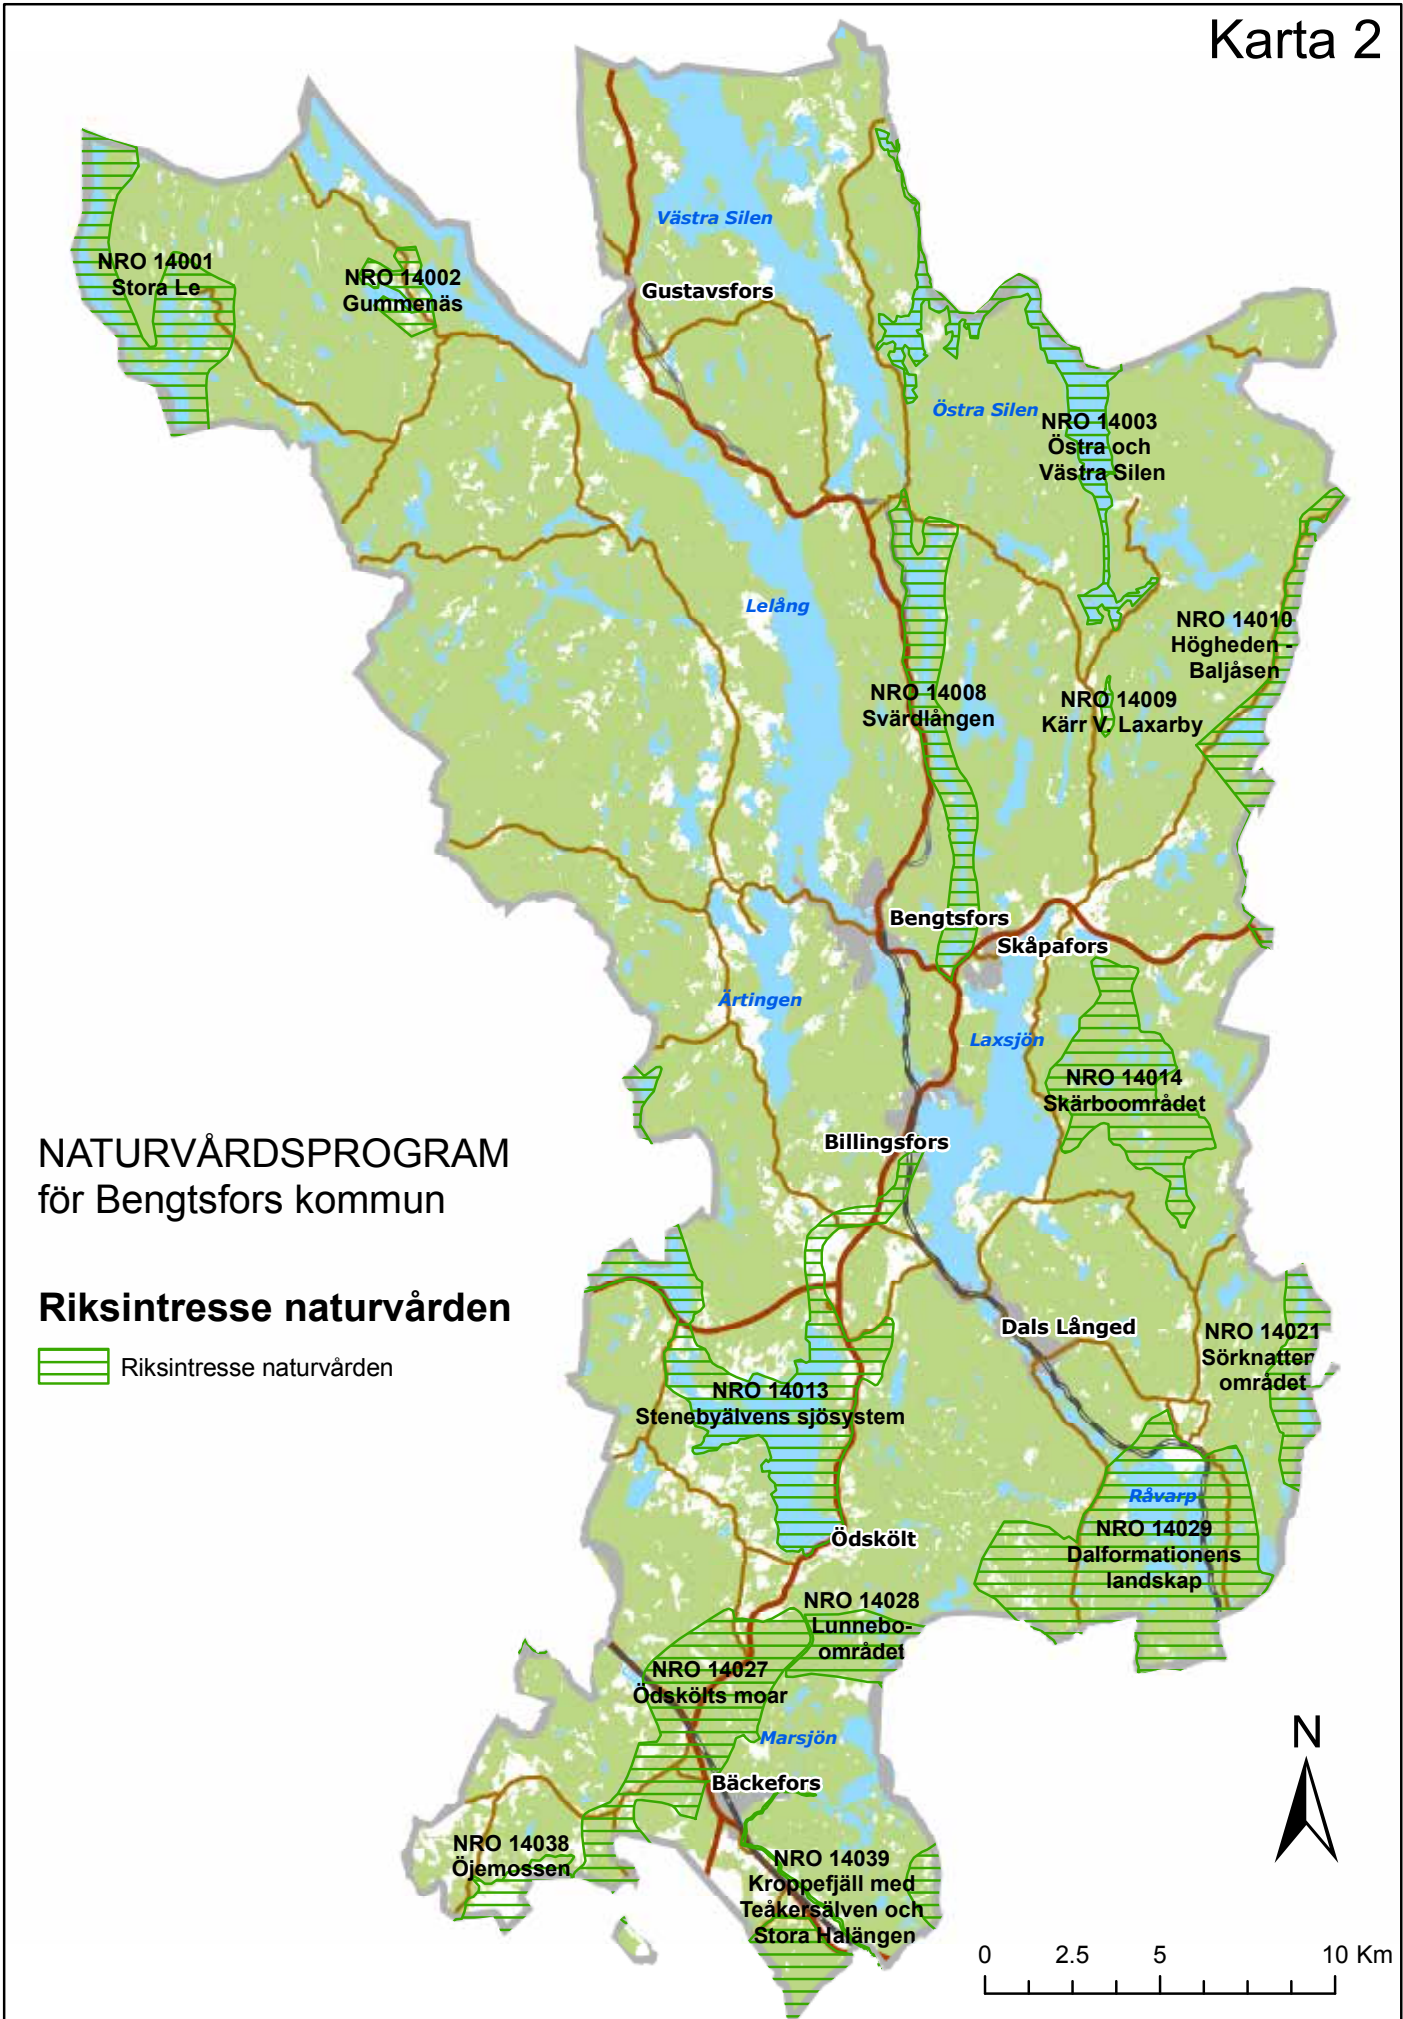 Karta 2
Västra Silen
NRO 14001
Stora Le
NRO 14002
Gummenäs
Gustavsfors
Östra Silen
NRO 14003
Östra och
Västra Silen
Lelång
NRO 14010
Högheden -
Baljåsen
NRO 14008
Svärdlången
NRO 14009
Kärr V. Laxarby
Bengtsfors
Skåpafors
Ärtingen
Laxsjön
NRO 14014
Skärboområdet
Billingsfors
NATURVÅRDSPROGRAM
för Bengtsfors kommun
Riksintresse naturvården
Riksintresse naturvården
Dals Långed
NRO 14021
Sörknatten
området
NRO 14013
Stenebyälvens sjösystem
Råvarp
NRO 14029
Dalformationens
landskap
Ödskölt
NRO 14028
Lunnebo-
området
NRO 14027
Ödskölts moar
Marsjön
Bäckefors
NRO 14038
Öjemossen
NRO 14039
Kroppefjäll med
Teåkersälven och
Stora Halängen
N
0 2.5 5 10 Km